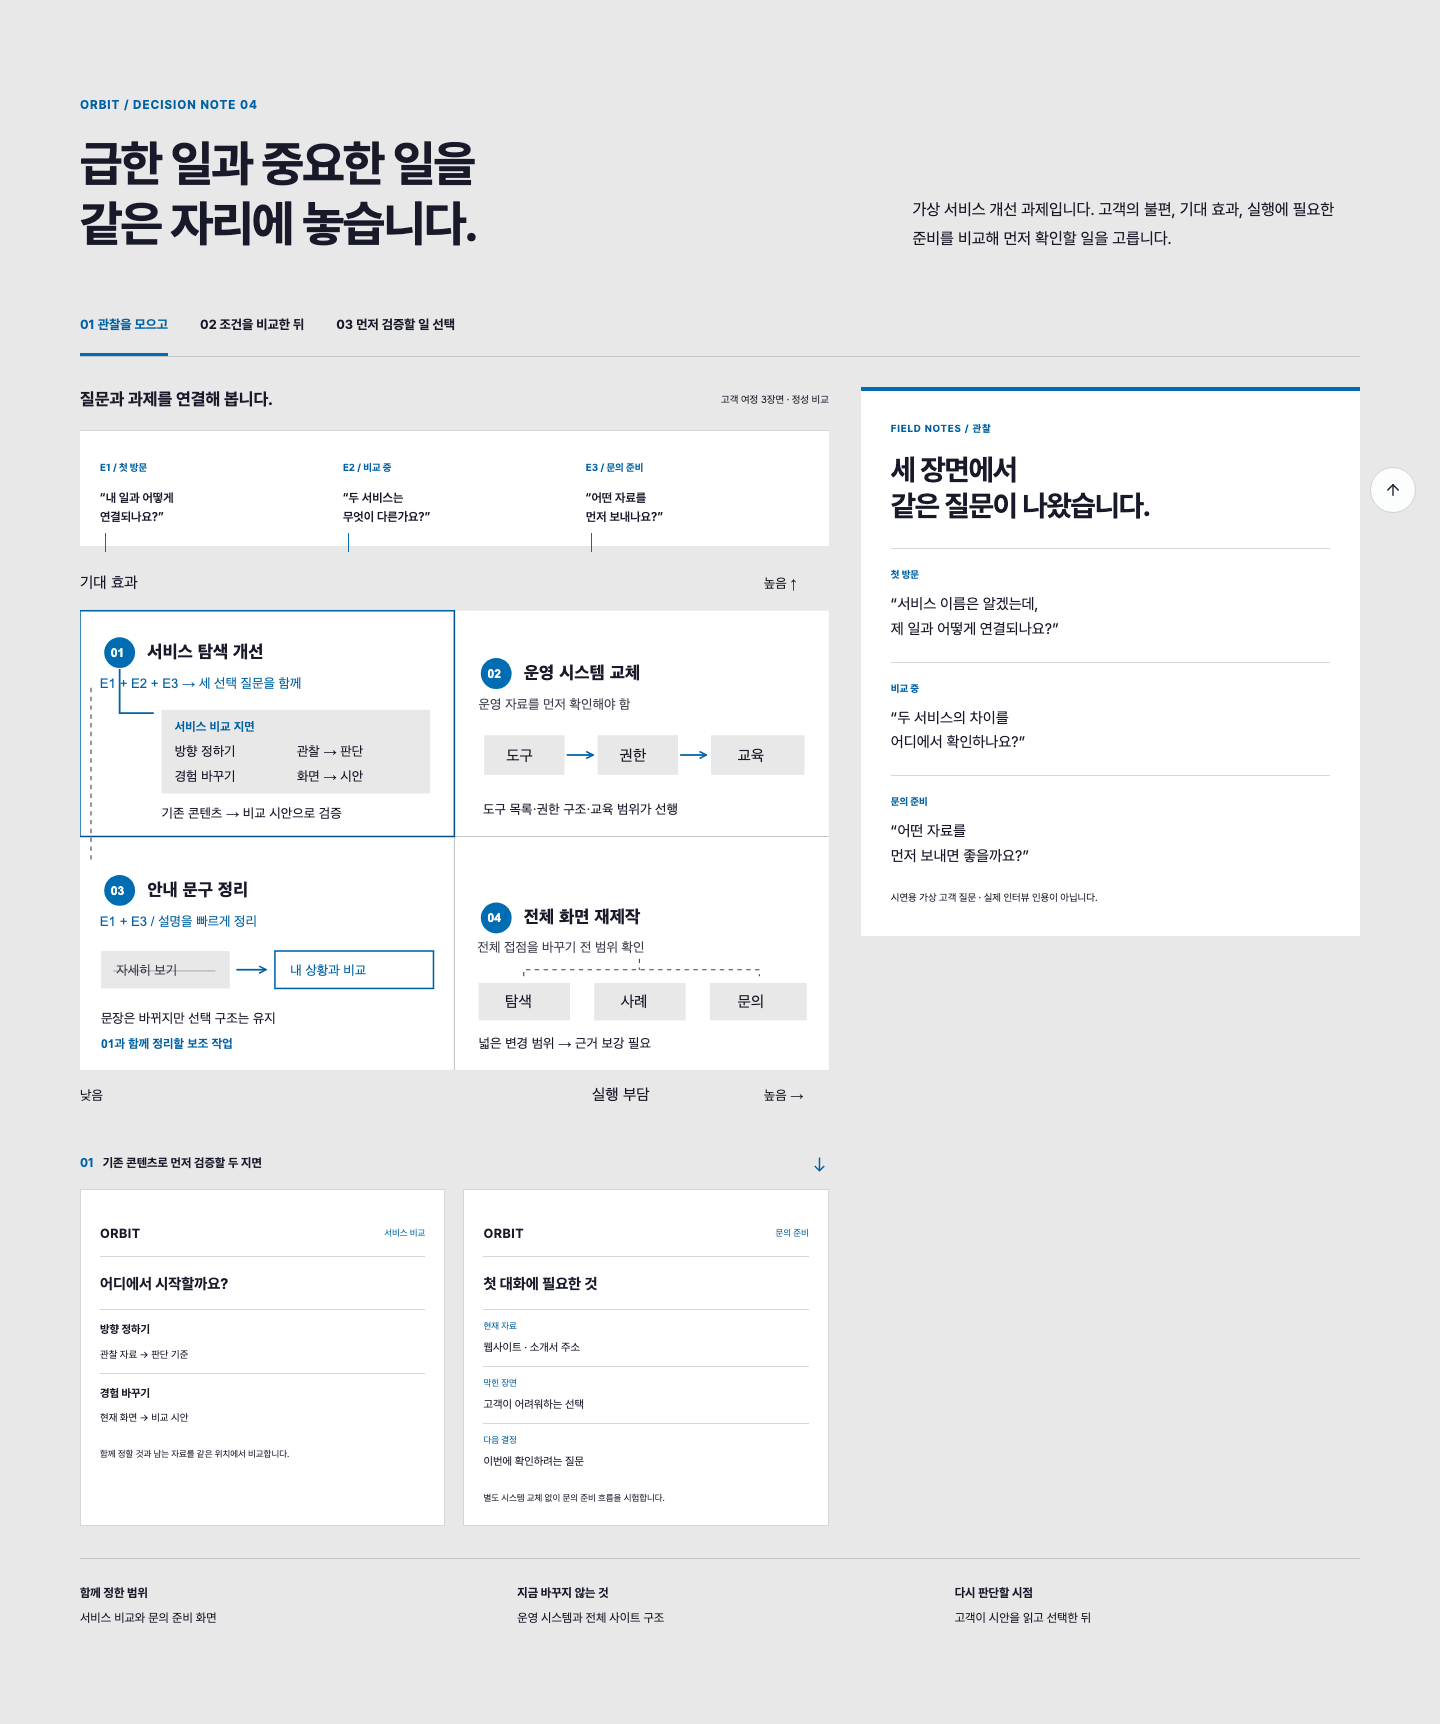 ORBIT / DECISION NOTE 04
급한 일과 중요한 일을
같은 자리에 놓습니다.
가상 서비스 개선 과제입니다. 고객의 불편, 기대 효과, 실행에 필요한
준비를 비교해 먼저 확인할 일을 고릅니다.
01 관찰을 모으고
02 조건을 비교한 뒤
03 먼저 검증할 일 선택
질문과 과제를 연결해 봅니다.
고객 여정 3장면 · 정성 비교
E1 / 첫 방문
“내 일과 어떻게
연결되나요?”
E2 / 비교 중
“두 서비스는
무엇이 다른가요?”
E3 / 문의 준비
“어떤 자료를
먼저 보내나요?”
기대 효과
높음 ↑
01 서비스 탐색 개선
E1 + E2 + E3 → 세 선택 질문을 함께
서비스 비교 지면
방향 정하기
관찰 → 판단
경험 바꾸기
화면 → 시안
기존 콘텐츠 → 비교 시안으로 검증
02 운영 시스템 교체
운영 자료를 먼저 확인해야 함
도구
권한
교육
도구 목록·권한 구조·교육 범위가 선행
03 안내 문구 정리
E1 + E3 / 설명을 빠르게 정리
자세히 보기
내 상황과 비교
문장은 바뀌지만 선택 구조는 유지
01과 함께 정리할 보조 작업
04 전체 화면 재제작
전체 접점을 바꾸기 전 범위 확인
탐색
사례
문의
넓은 변경 범위 → 근거 보강 필요
낮음
실행 부담
높음 →
01 기존 콘텐츠로 먼저 검증할 두 지면
↓
ORBIT
서비스 비교
어디에서 시작할까요?
방향 정하기
관찰 자료 → 판단 기준
경험 바꾸기
현재 화면 → 비교 시안
함께 정할 것과 남는 자료를 같은 위치에서 비교합니다.
ORBIT
문의 준비
첫 대화에 필요한 것
현재 자료
웹사이트 · 소개서 주소
막힌 장면
고객이 어려워하는 선택
다음 결정
이번에 확인하려는 질문
별도 시스템 교체 없이 문의 준비 흐름을 시험합니다.
FIELD NOTES / 관찰
세 장면에서
같은 질문이 나왔습니다.
첫 방문
“서비스 이름은 알겠는데,
제 일과 어떻게 연결되나요?”
비교 중
“두 서비스의 차이를
어디에서 확인하나요?”
문의 준비
“어떤 자료를
먼저 보내면 좋을까요?”
시연용 가상 고객 질문 · 실제 인터뷰 인용이 아닙니다.
↑
함께 정한 범위
서비스 비교와 문의 준비 화면
지금 바꾸지 않는 것
운영 시스템과 전체 사이트 구조
다시 판단할 시점
고객이 시안을 읽고 선택한 뒤